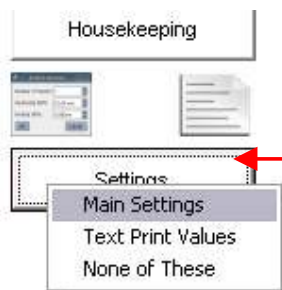 Housekeeping
Settings
Main Settings
Text Print Values
None of These